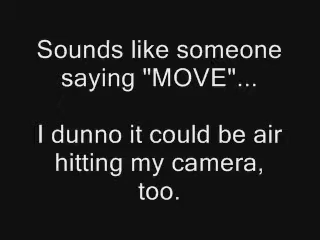 Sounds like someone
saying "MOVE"...
I dunno it could be air
hitting my camera,
too.